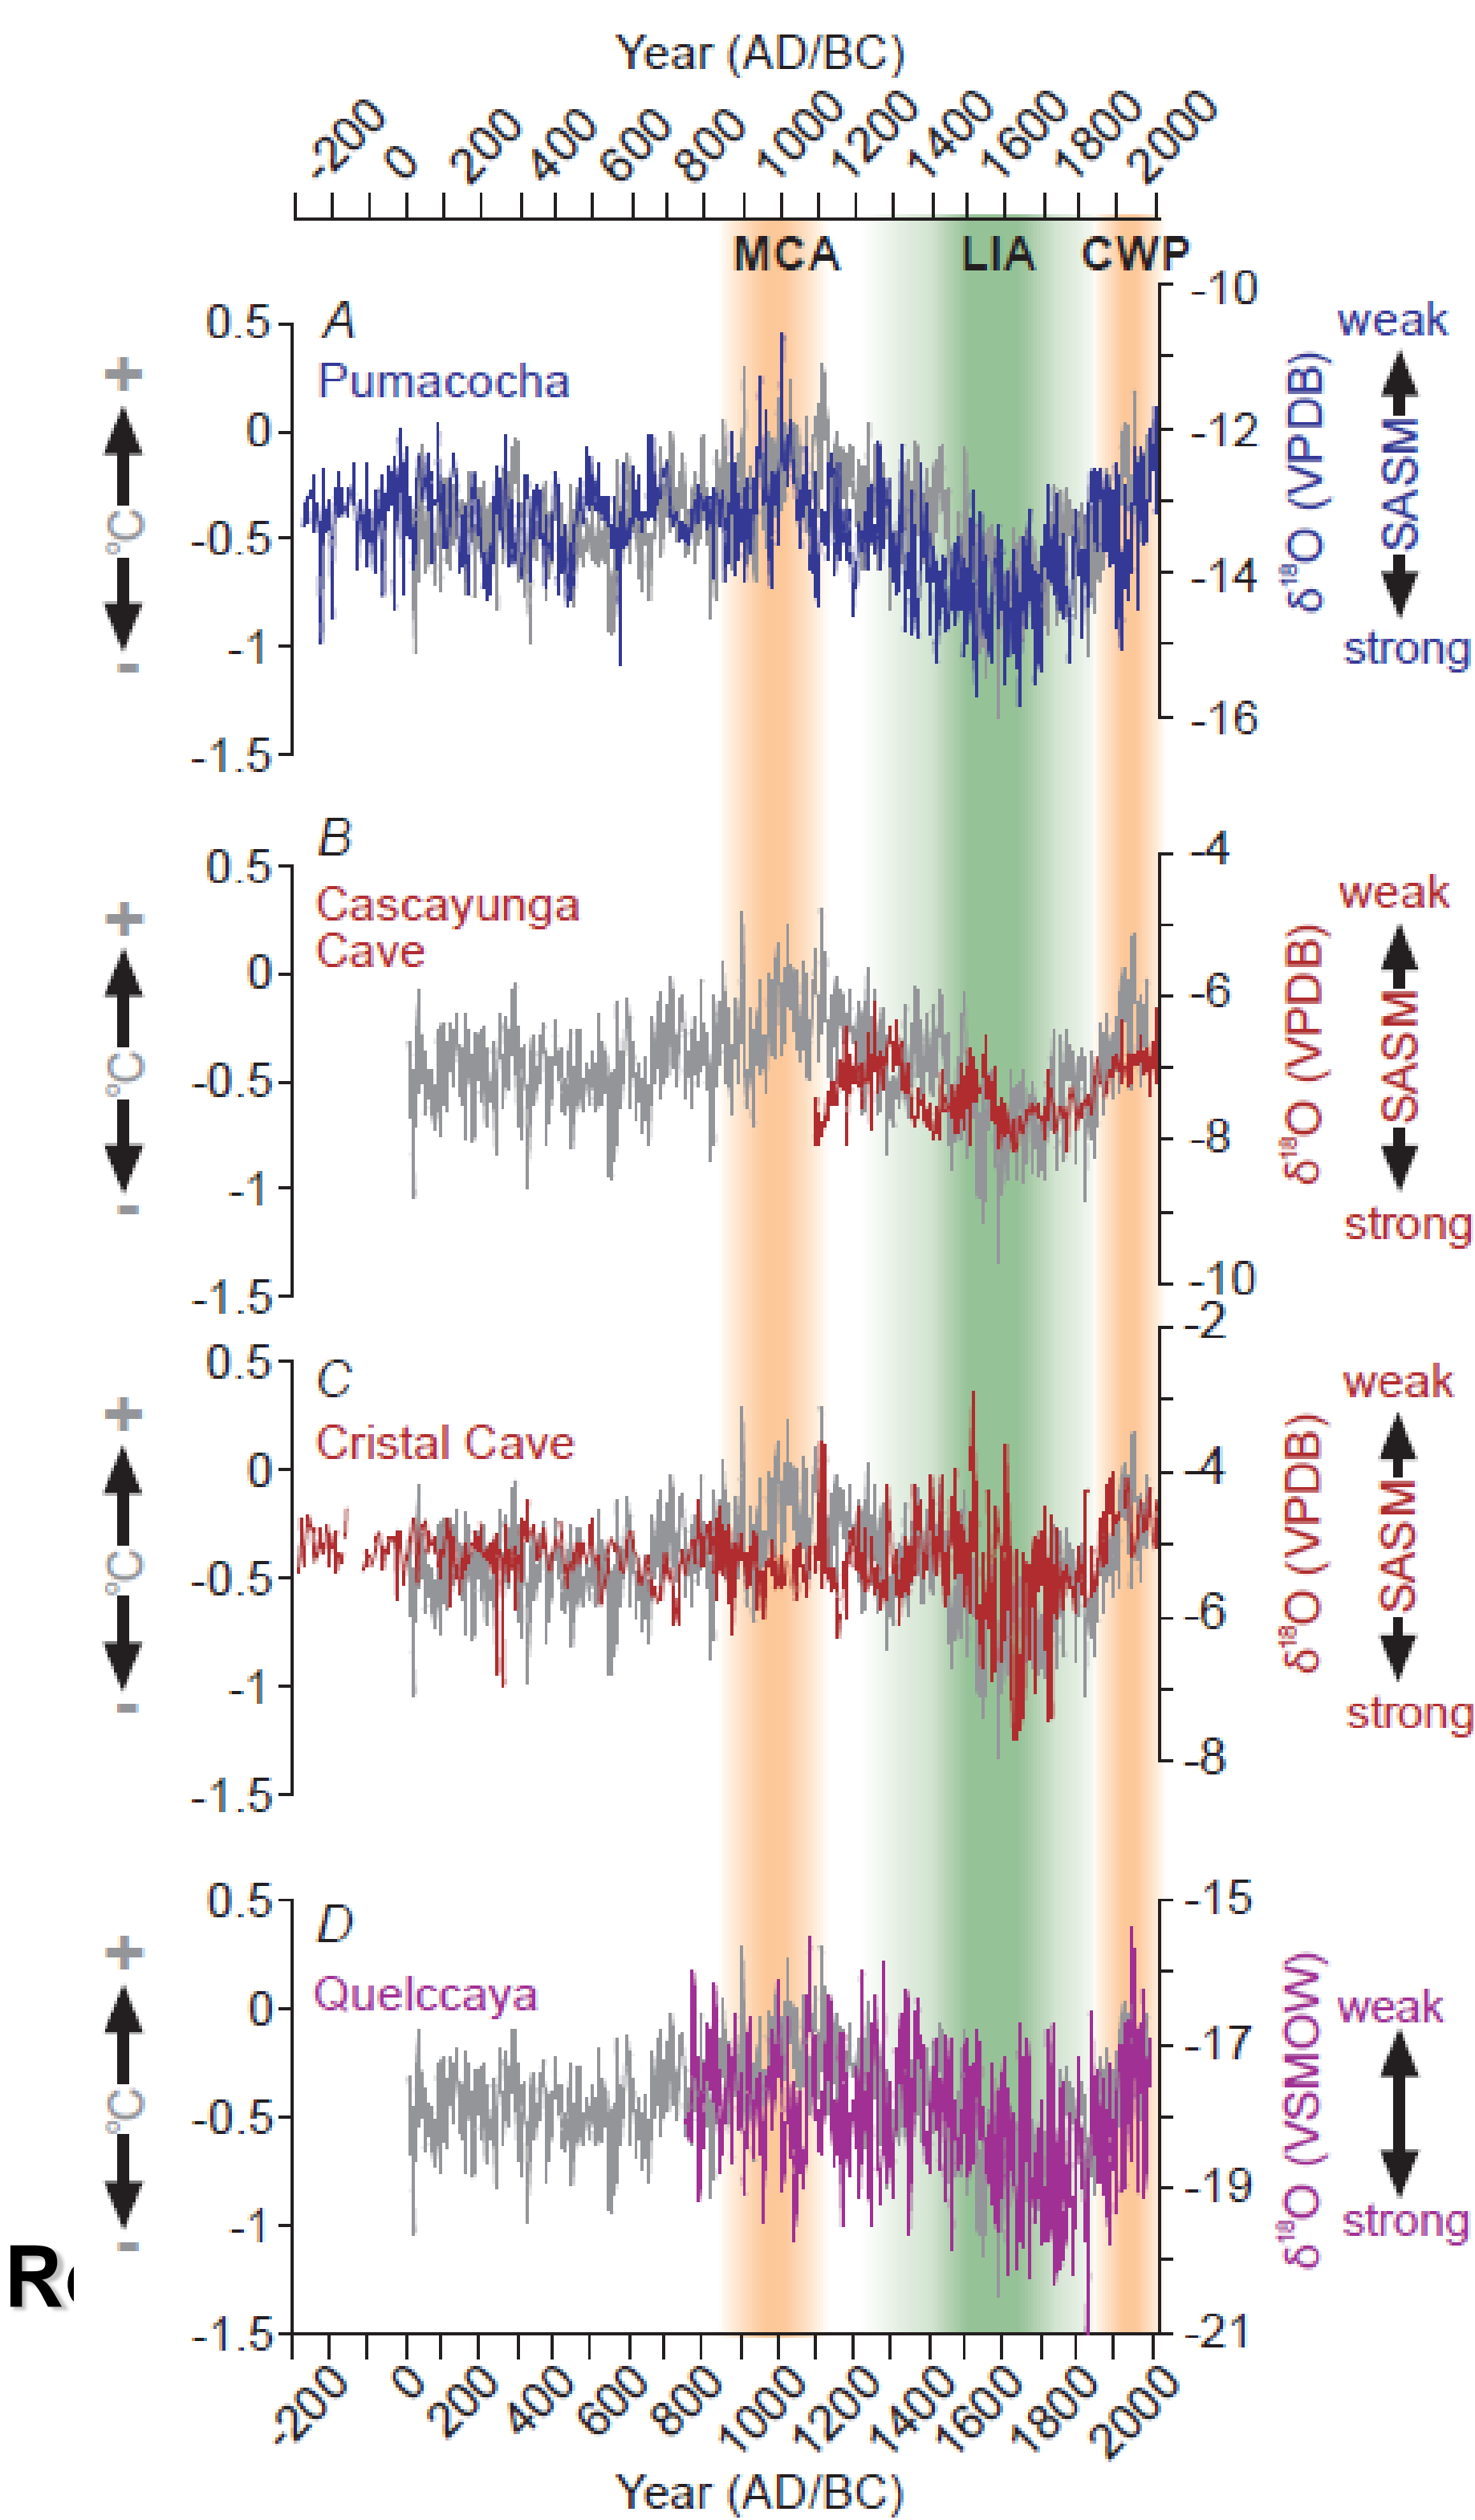 Year (AD/BC)
-200 0 200 400 600 800 1000 1200 1400 1600 1800 2000
MCA LIA CWP
A
Pumacocha
0.5
0
-0.5
-1
-1.5
+
°C
-
-10
-12
-14
-16
δ18O (VPDB)
weak
SASM
strong
B
Cascayunga
Cave
0.5
0
-0.5
-1
-1.5
+
°C
-
-4
-6
-8
-10
δ18O (VPDB)
weak
SASM
strong
C
Cristal Cave
0.5
0
-0.5
-1
-1.5
+
°C
-
-2
-4
-6
-8
δ18O (VPDB)
weak
SASM
strong
D
Quelccaya
0.5
0
-0.5
-1
-1.5
+
°C
-
-15
-17
-19
-21
δ18O (VSMOW)
weak
strong
-200 0 200 400 600 800 1000 1200 1400 1600 1800 2000
Year (AD/BC)